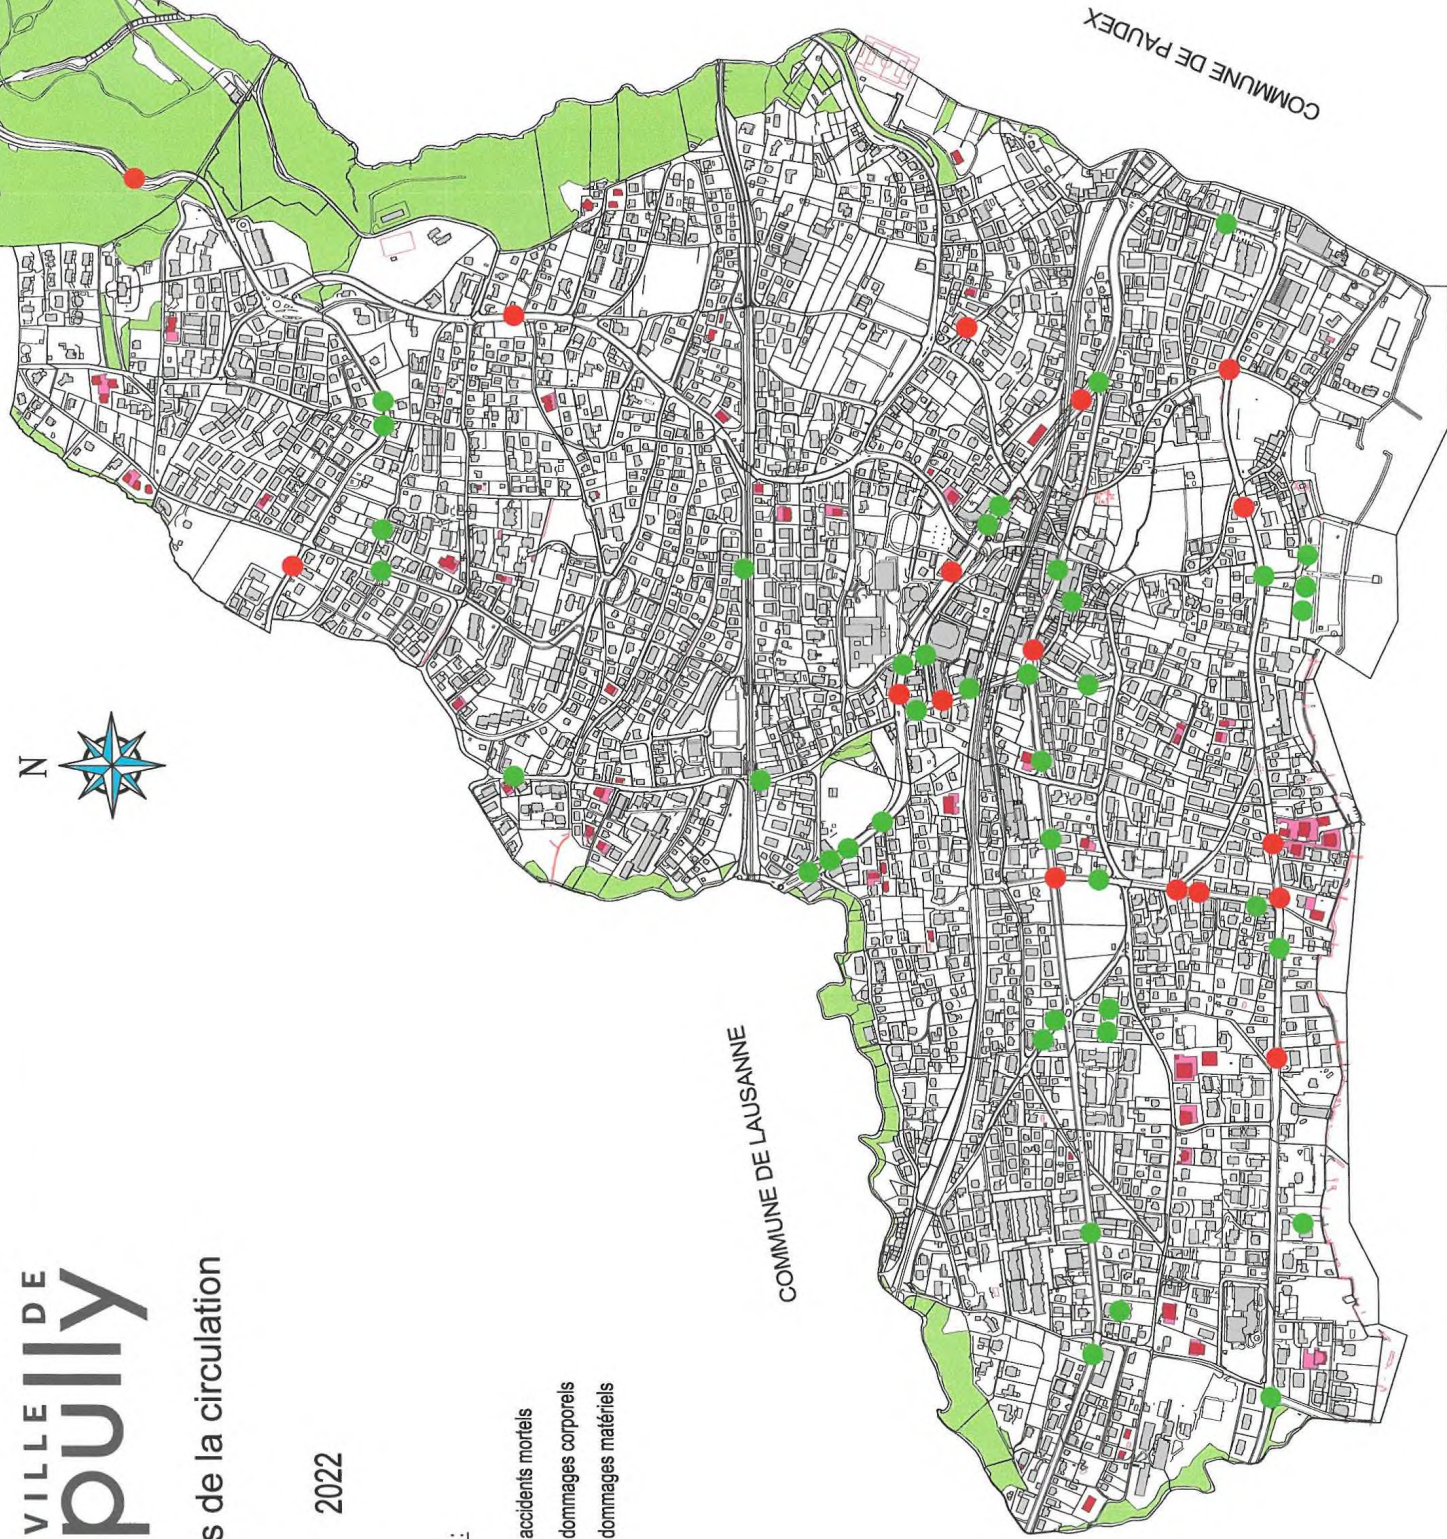 VILLE DE
pully
s de la circulation
2022
:
accidents mortels
dommages corporels
dommages matériels
N
COMMUNE DE LAUSANNE
COMMUNE DE PAUDEX